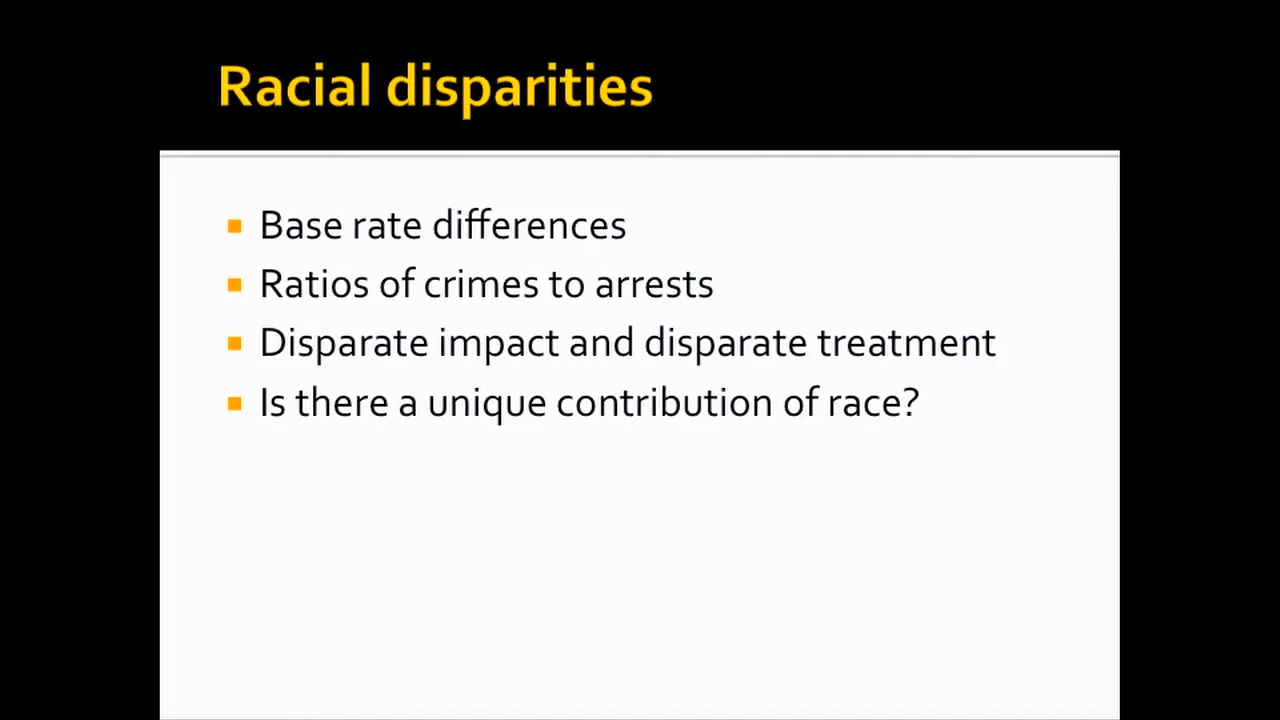 Racial disparities
Base rate differences
Ratios of crimes to arrests
Disparate impact and disparate treatment
Is there a unique contribution of race?